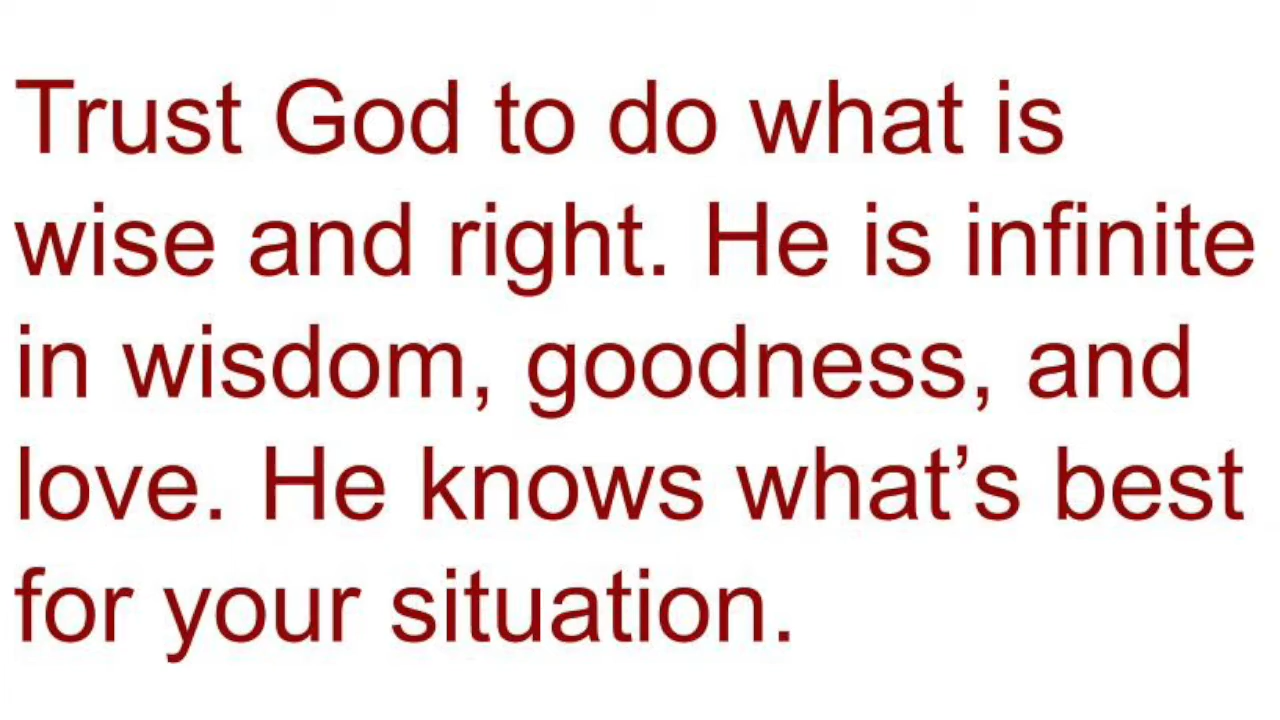 Trust God to do what is
wise and right. He is infinite
in wisdom, goodness, and
love. He knows what’s best
for your situation.